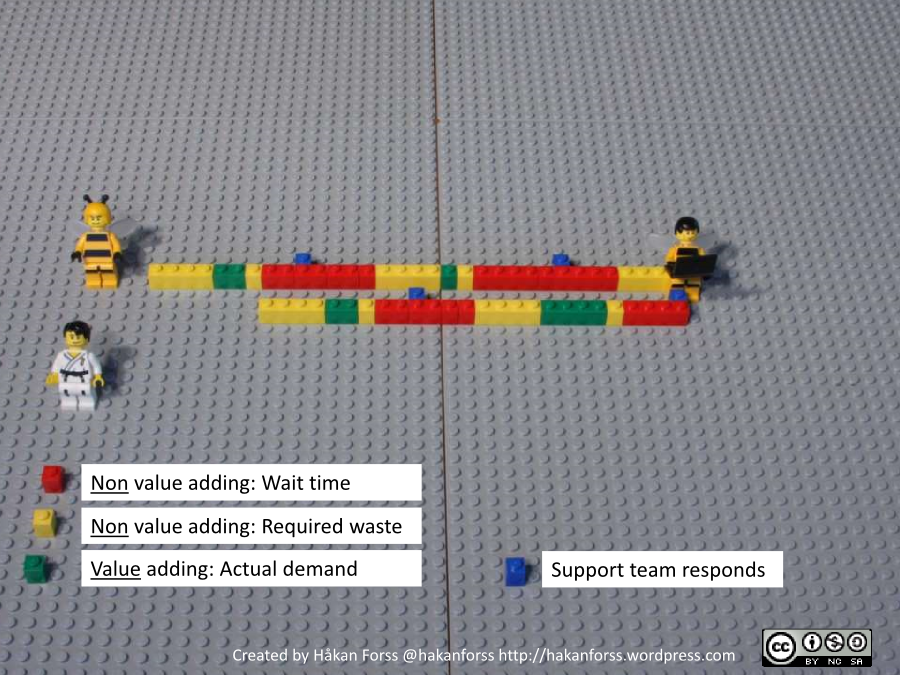 Non value adding: Wait time
Non value adding: Required waste
Value adding: Actual demand
Support team responds
Created by Håkan Forss @hakanforss http://hakanforss.wordpress.com
cc
BY NC SA